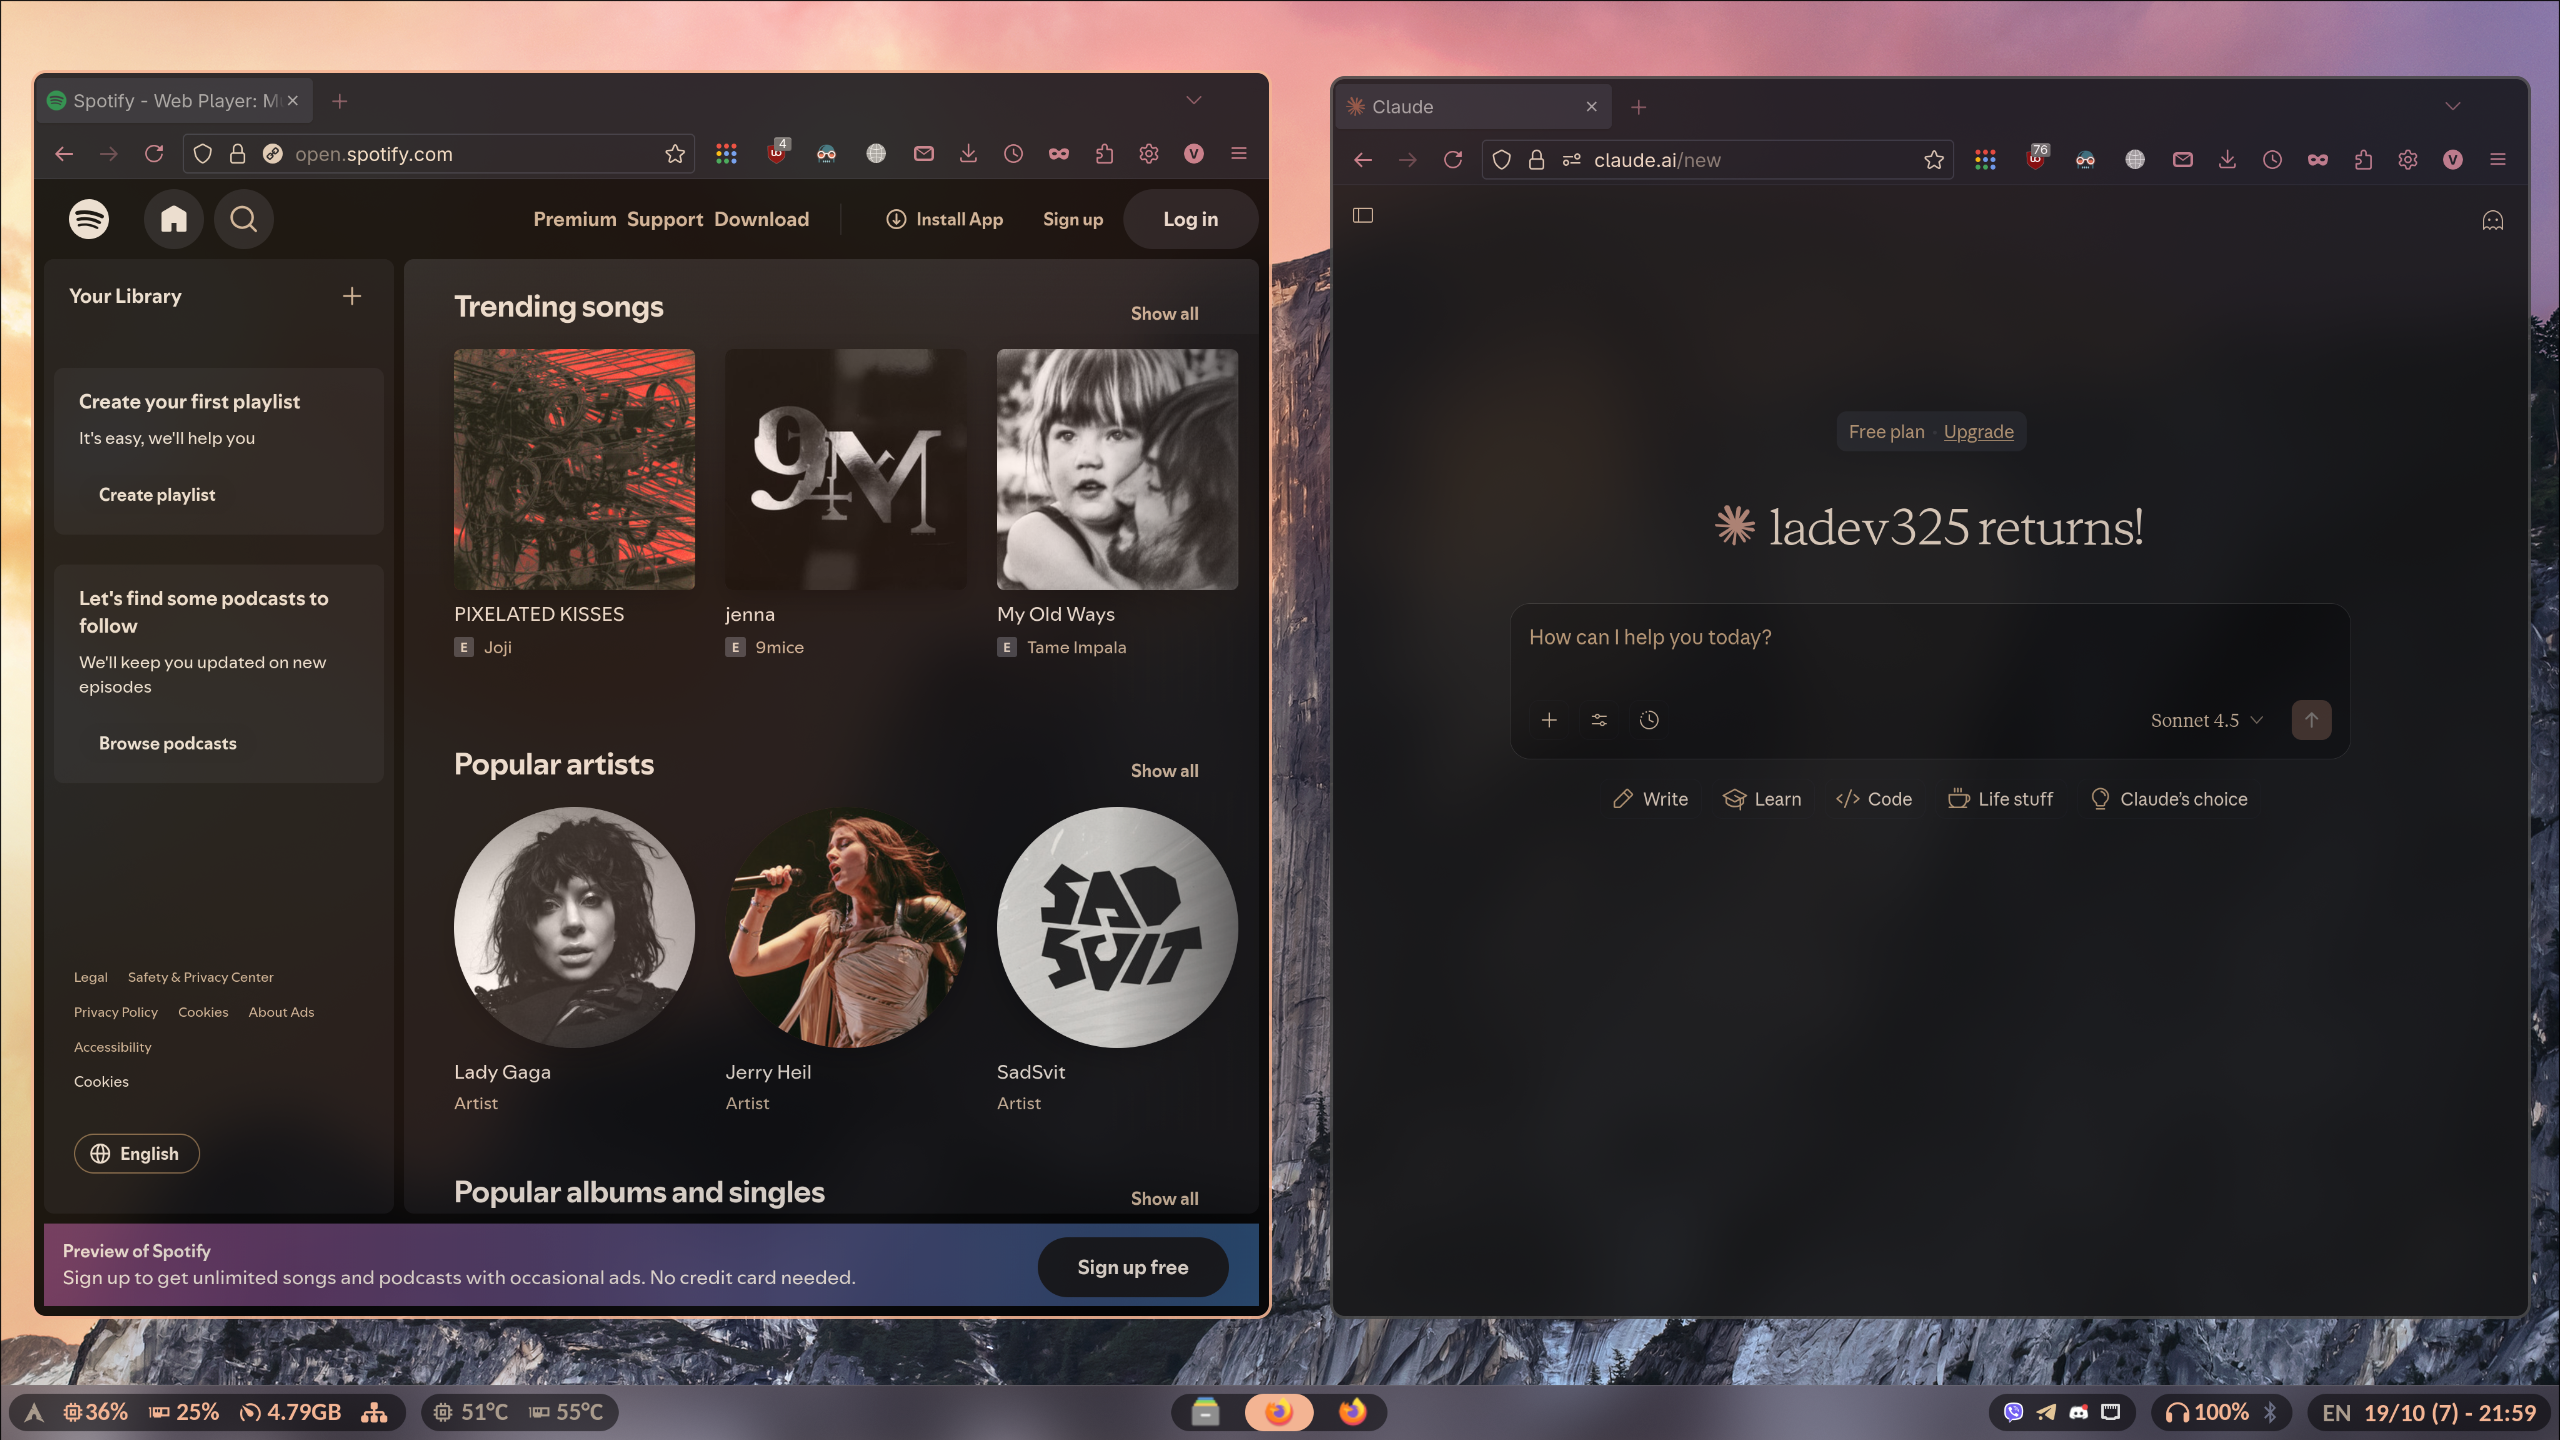 Spotify - Web Player: M
4
open.spotify.com
V
Premium Support Download
Install App
Sign up
Log in
Your Library
Create your first playlist
It's easy, we'll help you
Create playlist
Let's find some podcasts to
follow
We'll keep you updated on new
episodes
Browse podcasts
Legal Safety & Privacy Center
Privacy Policy Cookies About Ads
Accessibility
Cookies
English
Trending songs
Show all
9M
PIXELATED KISSES
E Joji
jenna
E 9mice
My Old Ways
E Tame Impala
Popular artists
Show all
SAD
SVIT
Lady Gaga
Artist
Jerry Heil
Artist
SadSvit
Artist
Popular albums and singles
Show all
Preview of Spotify
Sign up to get unlimited songs and podcasts with occasional ads. No credit card needed.
Sign up free
Claude
76
claude.ai/new
V
Free plan · Upgrade
ladev325 returns!
How can I help you today?
Sonnet 4.5
Write
Learn
Code
Life stuff
Claude's choice
36% 25% 4.79GB
51°C 55°C
100%
EN 19/10 (7) - 21:59